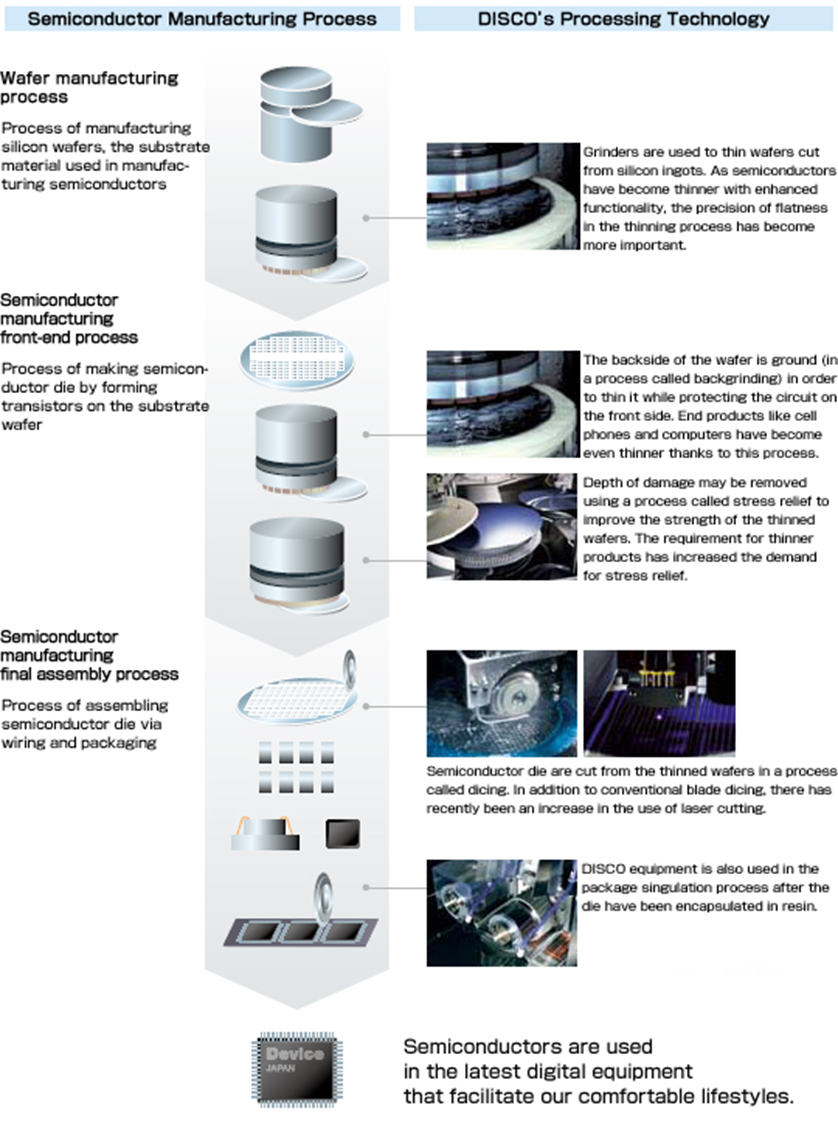 Semiconductor Manufacturing Process
DISCO's Processing Technology
Wafer manufacturing
process
Process of manufacturing
silicon wafers, the substrate
material used in manufac-
turing semiconductors
Grinders are used to thin wafers cut
from silicon ingots. As semiconductors
have become thinner with enhanced
functionality, the precision of flatness
in the thinning process has become
more important.
Semiconductor
manufacturing
front-end process
Process of making semicon-
ductor die by forming
transistors on the substrate
wafer
The backside of the wafer is ground (in
a process called backgrinding) in order
to thin it while protecting the circuit on
the front side. End products like cell
phones and computers have become
even thinner thanks to this process.
Depth of damage may be removed
using a process called stress relief to
improve the strength of the thinned
wafers. The requirement for thinner
products has increased the demand
for stress relief.
Semiconductor
manufacturing
final assembly process
Process of assembling
semiconductor die via
wiring and packaging
Semiconductor die are cut from the thinned wafers in a process
called dicing. In addition to conventional blade dicing, there has
recently been an increase in the use of laser cutting.
DISCO equipment is also used in the
package singulation process after the
die have been encapsulated in resin.
Device
JAPAN
Semiconductors are used
in the latest digital equipment
that facilitate our comfortable lifestyles.